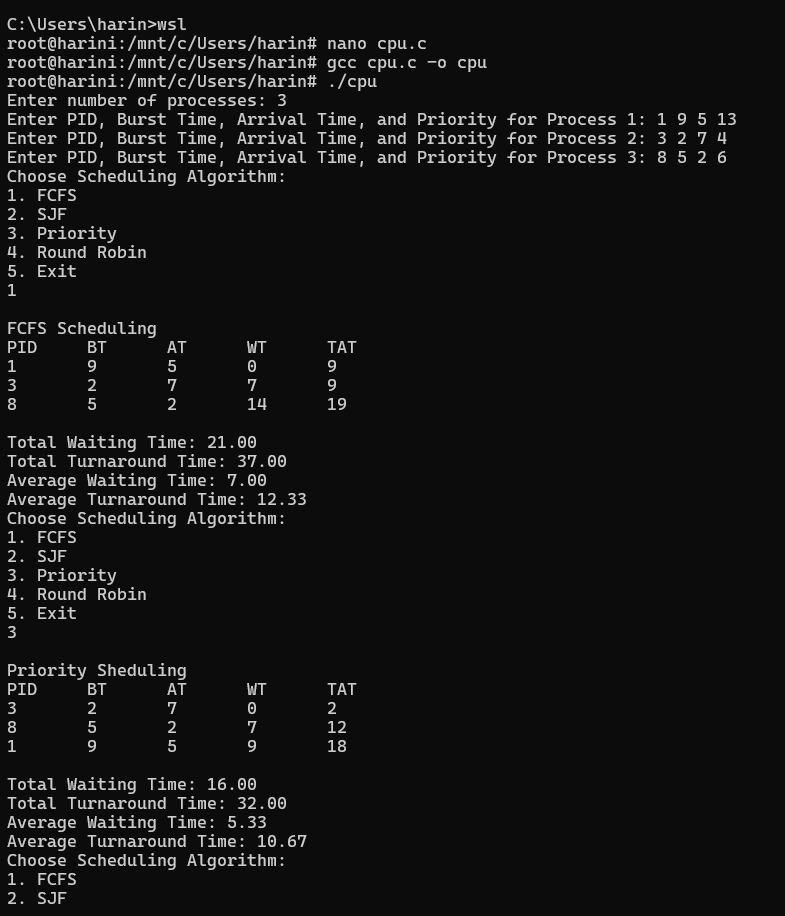 C:\Users\harin>wsl
root@harini:/mnt/c/Users/harin# nano cpu.c
root@harini:/mnt/c/Users/harin# gcc cpu.c -o cpu
root@harini:/mnt/c/Users/harin# ./cpu
Enter number of processes: 3
Enter PID, Burst Time, Arrival Time, and Priority for Process 1: 1 9 5 13
Enter PID, Burst Time, Arrival Time, and Priority for Process 2: 3 2 7 4
Enter PID, Burst Time, Arrival Time, and Priority for Process 3: 8 5 2 6
Choose Scheduling Algorithm:
1. FCFS
2. SJF
3. Priority
4. Round Robin
5. Exit
1
FCFS Scheduling
PID BT AT WT TAT
1 9 5 0 9
3 2 7 7 9
8 5 2 14 19
Total Waiting Time: 21.00
Total Turnaround Time: 37.00
Average Waiting Time: 7.00
Average Turnaround Time: 12.33
Choose Scheduling Algorithm:
1. FCFS
2. SJF
3. Priority
4. Round Robin
5. Exit
3
Priority Sheduling
PID BT AT WT TAT
3 2 7 0 2
8 5 2 7 12
1 9 5 9 18
Total Waiting Time: 16.00
Total Turnaround Time: 32.00
Average Waiting Time: 5.33
Average Turnaround Time: 10.67
Choose Scheduling Algorithm:
1. FCFS
2. SJF